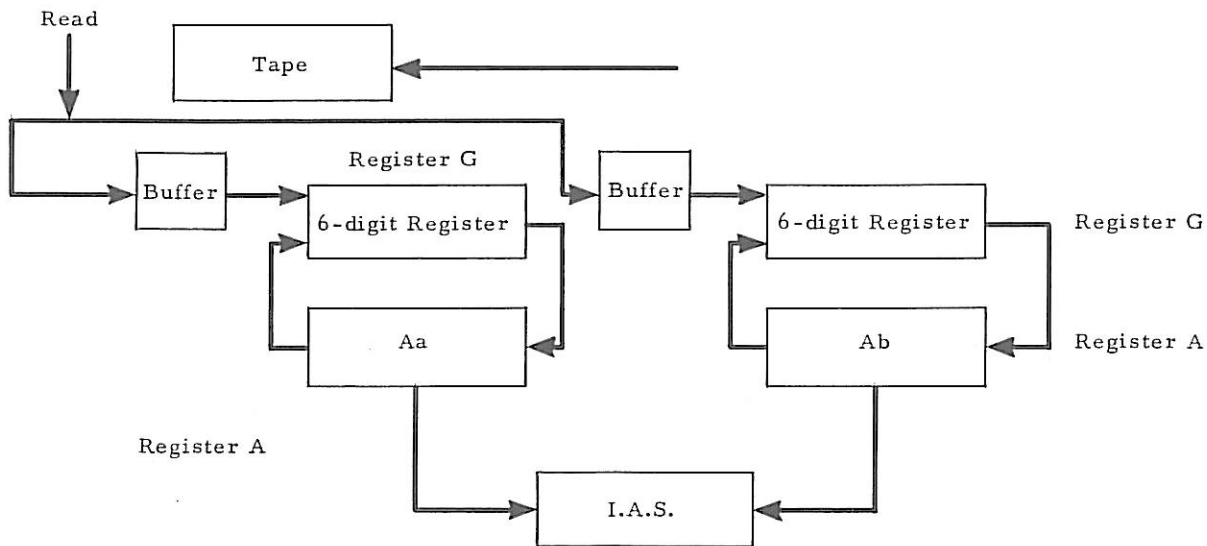 Read
Tape
Register G
Buffer
Buffer
6-digit Register
6-digit Register
Register G
Aa
Ab
Register A
Register A
I.A.S.